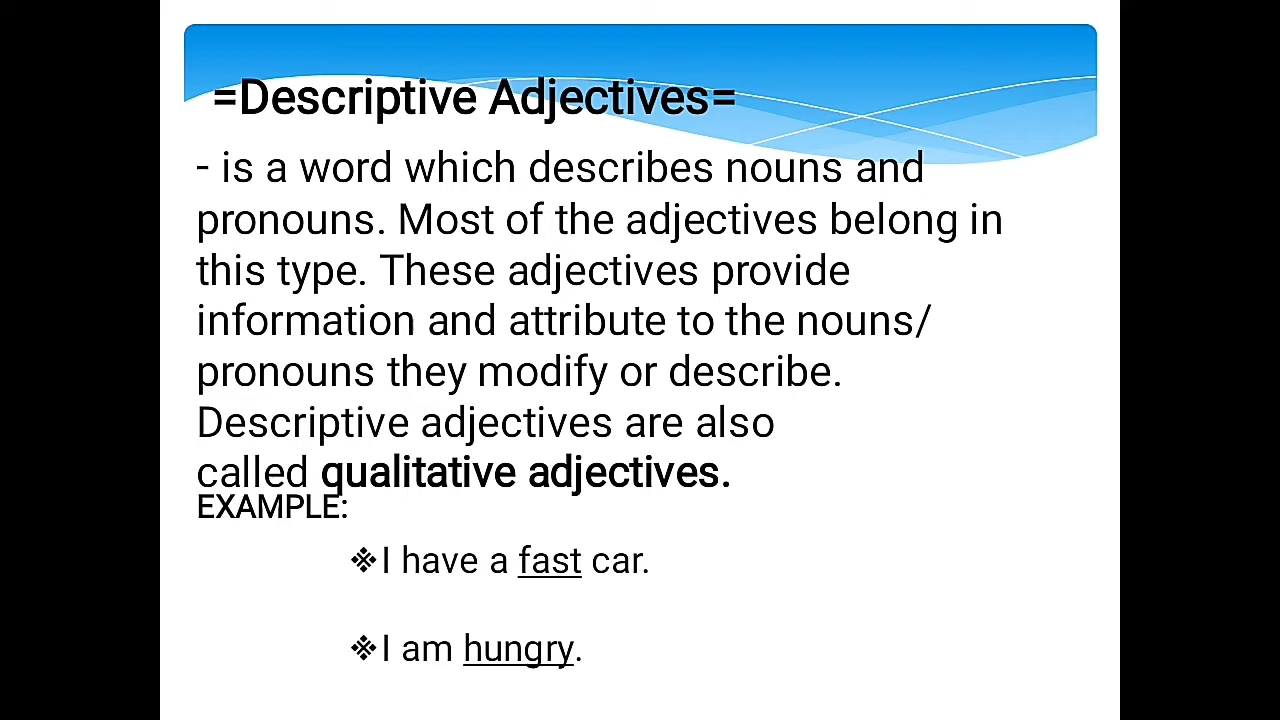 =Descriptive Adjectives=
- is a word which describes nouns and
pronouns. Most of the adjectives belong in
this type. These adjectives provide
information and attribute to the nouns/
pronouns they modify or describe.
Descriptive adjectives are also
called qualitative adjectives.
EXAMPLE:
❖I have a fast car.
❖I am hungry.